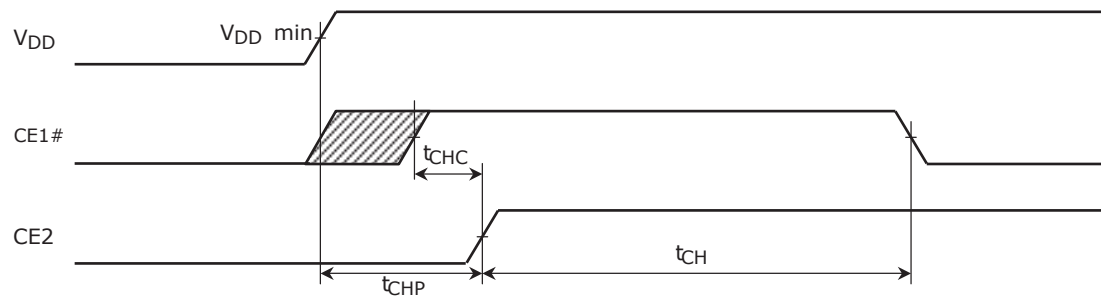 VDD
VDD min
CE1#
tCHC
CE2
tCH
tCHP